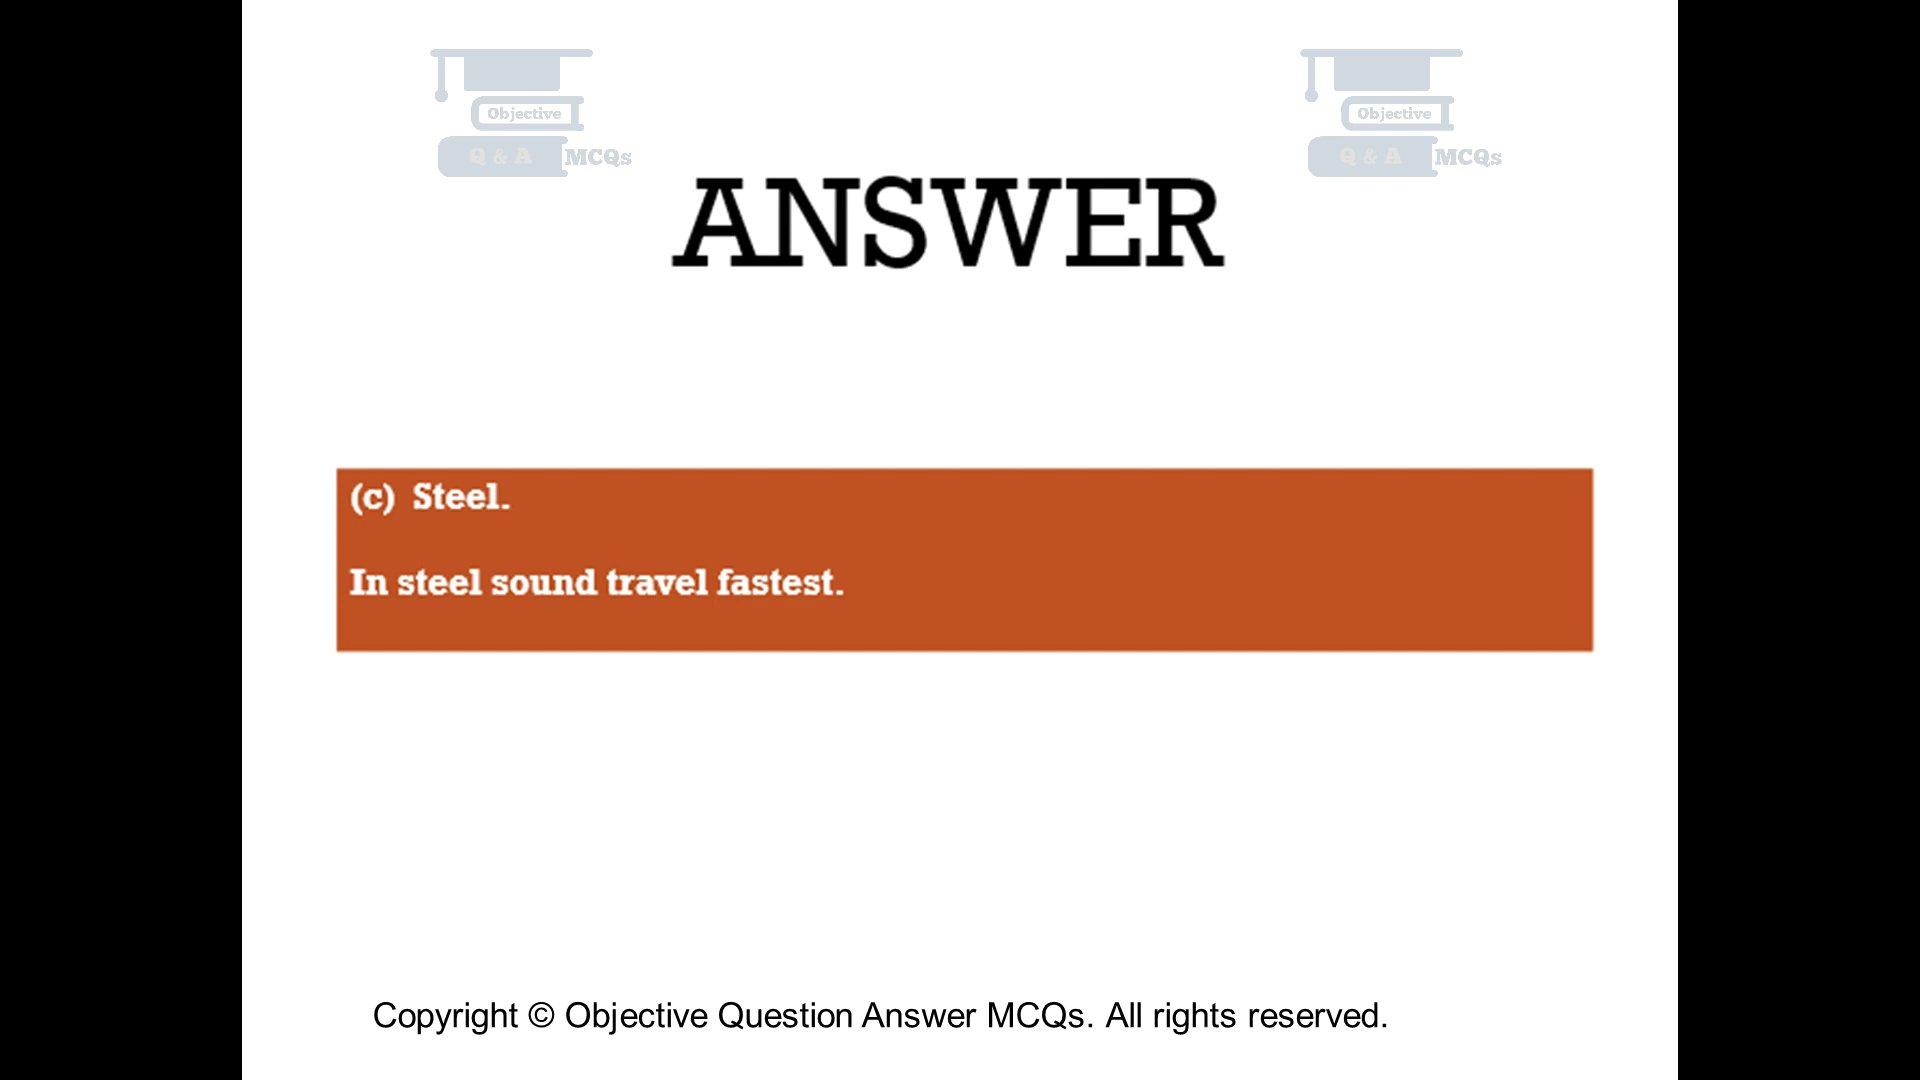 Objective
Q & A MCQs
Objective
Q & A MCQs
ANSWER
(c) Steel.
In steel sound travel fastest.
Copyright © Objective Question Answer MCQs. All rights reserved.